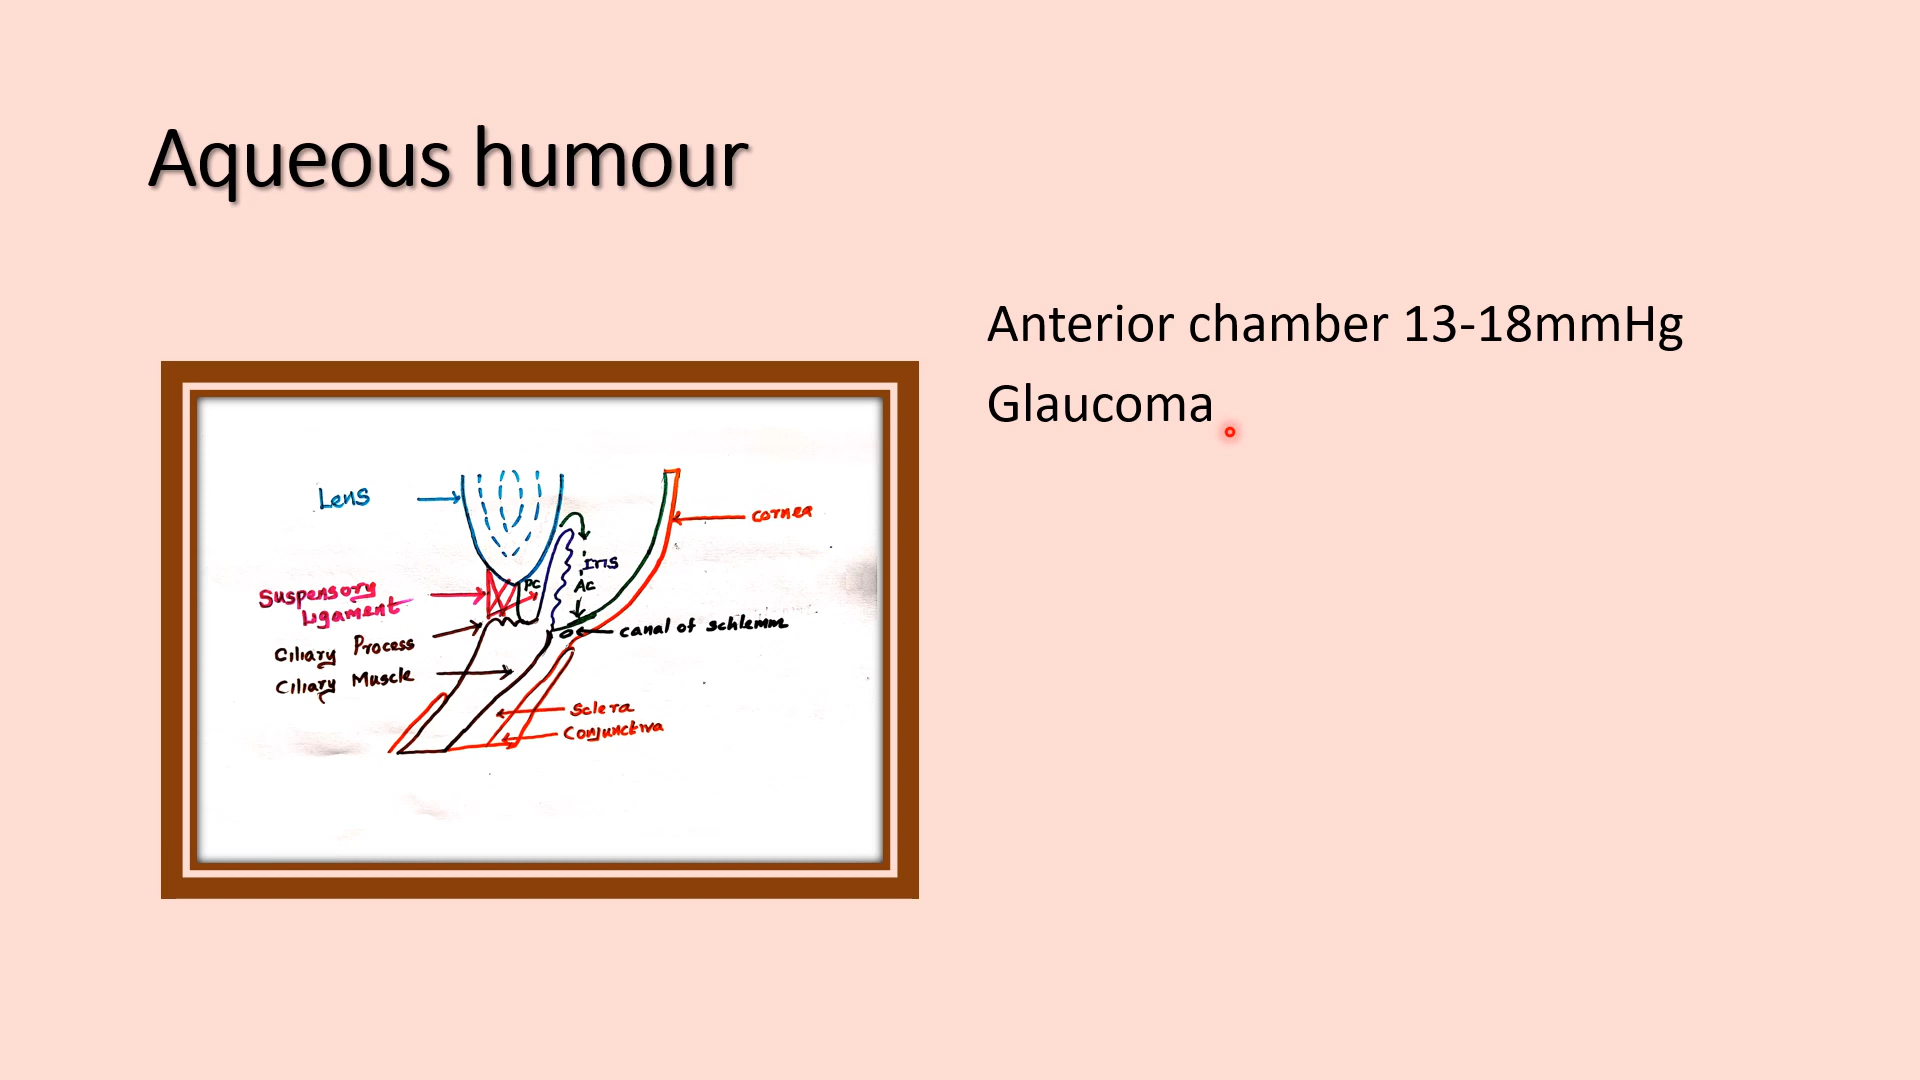 Aqueous humour
Anterior chamber 13-18mmHg
Glaucoma
Lens
cornea
Iris
PC
AC
Suspensory
Ligament
canal of schlemm
Ciliary Process
Ciliary Muscle
Sclera
Conjunctiva